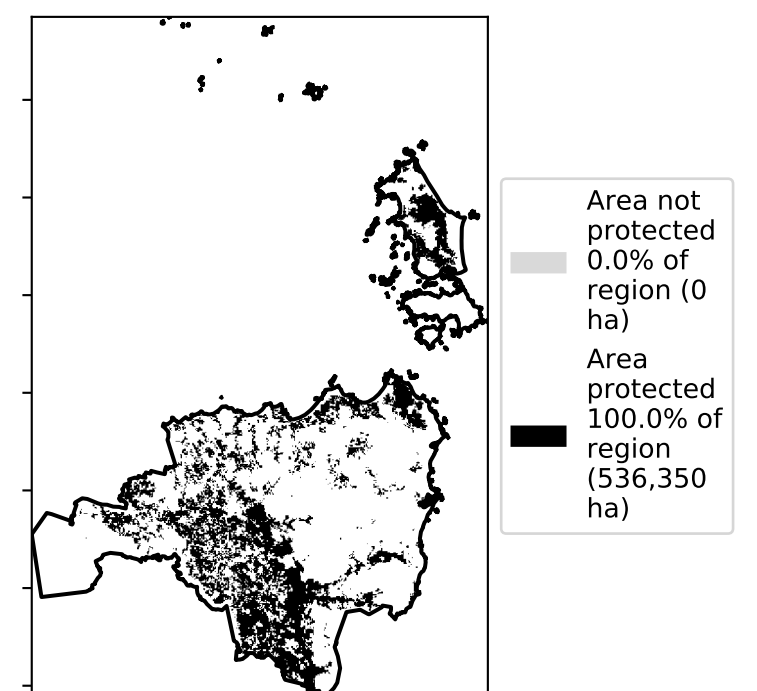 Area not
protected
0.0% of
region (0
ha)
Area
protected
100.0% of
region
(536,350
ha)